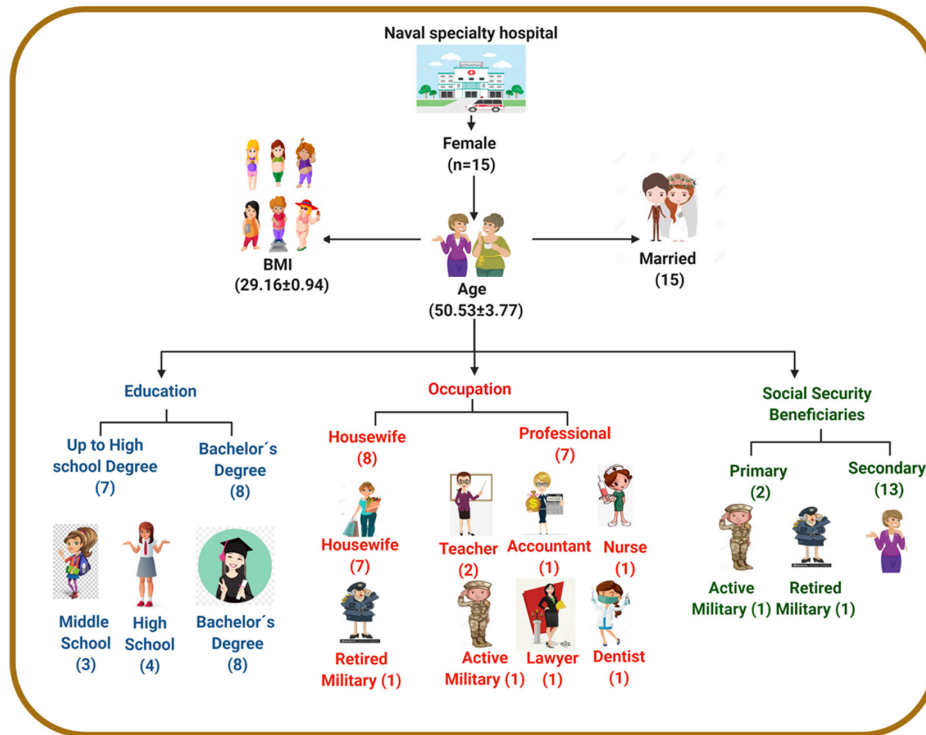 Naval specialty hospital
Female
(n=15)
BMI
(29.16±0.94)
Married
(15)
Age
(50.53±3.77)
Education
Up to High
school Degree
(7)
Bachelor´s
Degree
(8)
Middle
School
(3)
High
School
(4)
Bachelor´s
Degree
(8)
Occupation
Housewife
(8)
Professional
(7)
Housewife
(7)
Teacher
(2)
Accountant
(1)
Nurse
(1)
Retired
Military (1)
Active
Military (1)
Lawyer
(1)
Dentist
(1)
Social Security
Beneficiaries
Primary
(2)
Secondary
(13)
Active
Military (1)
Retired
Military (1)